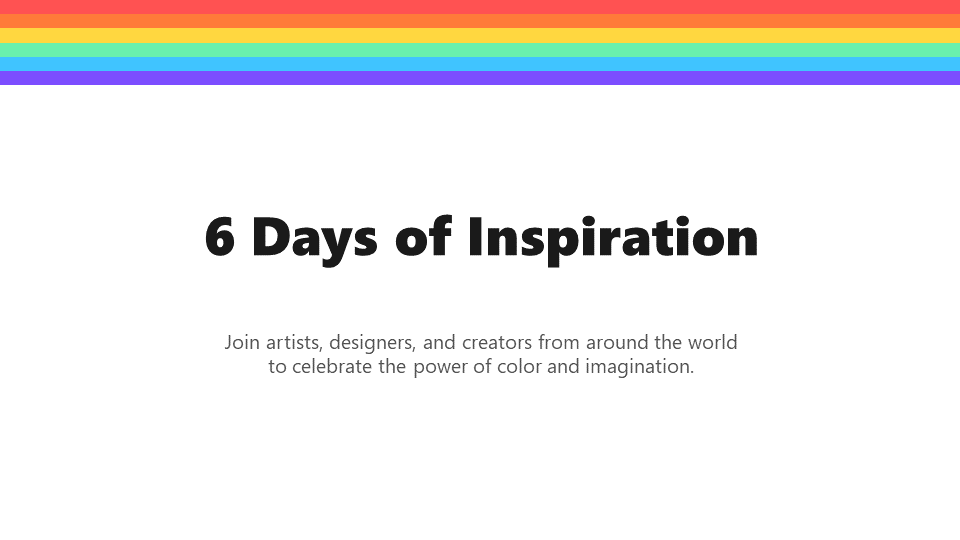 6 Days of Inspiration
Join artists, designers, and creators from around the world
to celebrate the power of color and imagination.